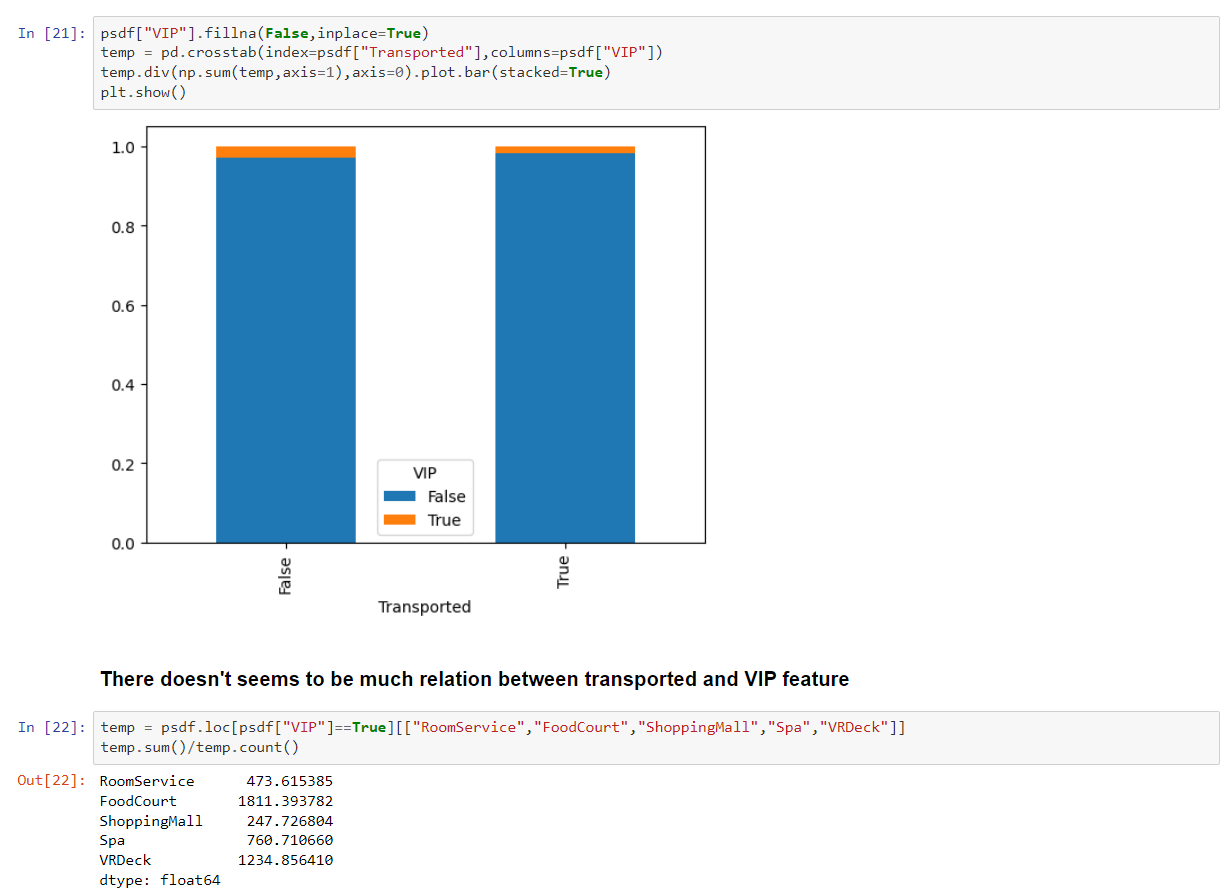 In [21]: psdf["VIP"].fillna(False,inplace=True)
temp = pd.crosstab(index=psdf["Transported"],columns=psdf["VIP"])
temp.div(np.sum(temp,axis=1),axis=0).plot.bar(stacked=True)
plt.show()
1.0
0.8
0.6
0.4
0.2
0.0
VIP
False
True
False
True
Transported
There doesn't seems to be much relation between transported and VIP feature
In [22]: temp = psdf.loc[psdf["VIP"]==True][["RoomService","FoodCourt","ShoppingMall","Spa","VRDeck"]]
temp.sum()/temp.count()
Out[22]: RoomService 473.615385
FoodCourt 1811.393782
ShoppingMall 247.726804
Spa 760.710660
VRDeck 1234.856410
dtype: float64